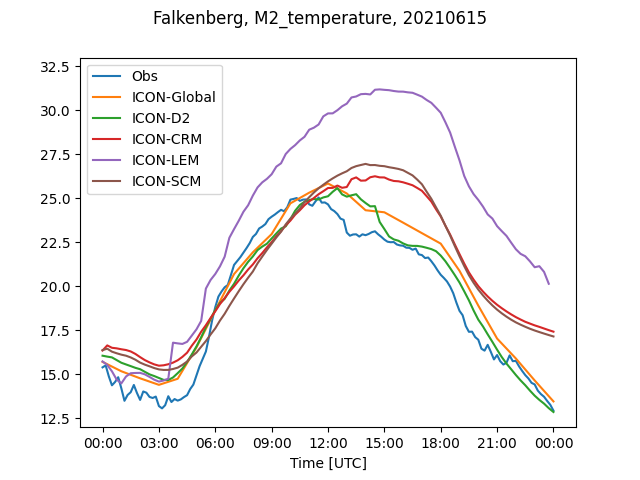 Falkenberg, M2_temperature, 20210615
32.5
30.0
27.5
25.0
22.5
20.0
17.5
15.0
12.5
Obs
ICON-Global
ICON-D2
ICON-CRM
ICON-LEM
ICON-SCM
00:00 03:00 06:00 09:00 12:00 15:00 18:00 21:00 00:00
Time [UTC]